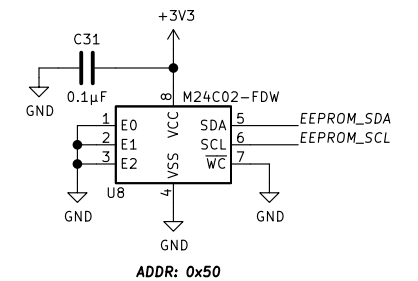 +3V3
C31
0.1µF
GND
8
M24C02-FDW
VCC
1 E0
2 E1
3 E2
SDA 5 EEPROM_SDA
SCL 6 EEPROM_SCL
WC 7
VSS
U8
4
GND
GND
GND
ADDR: 0x50